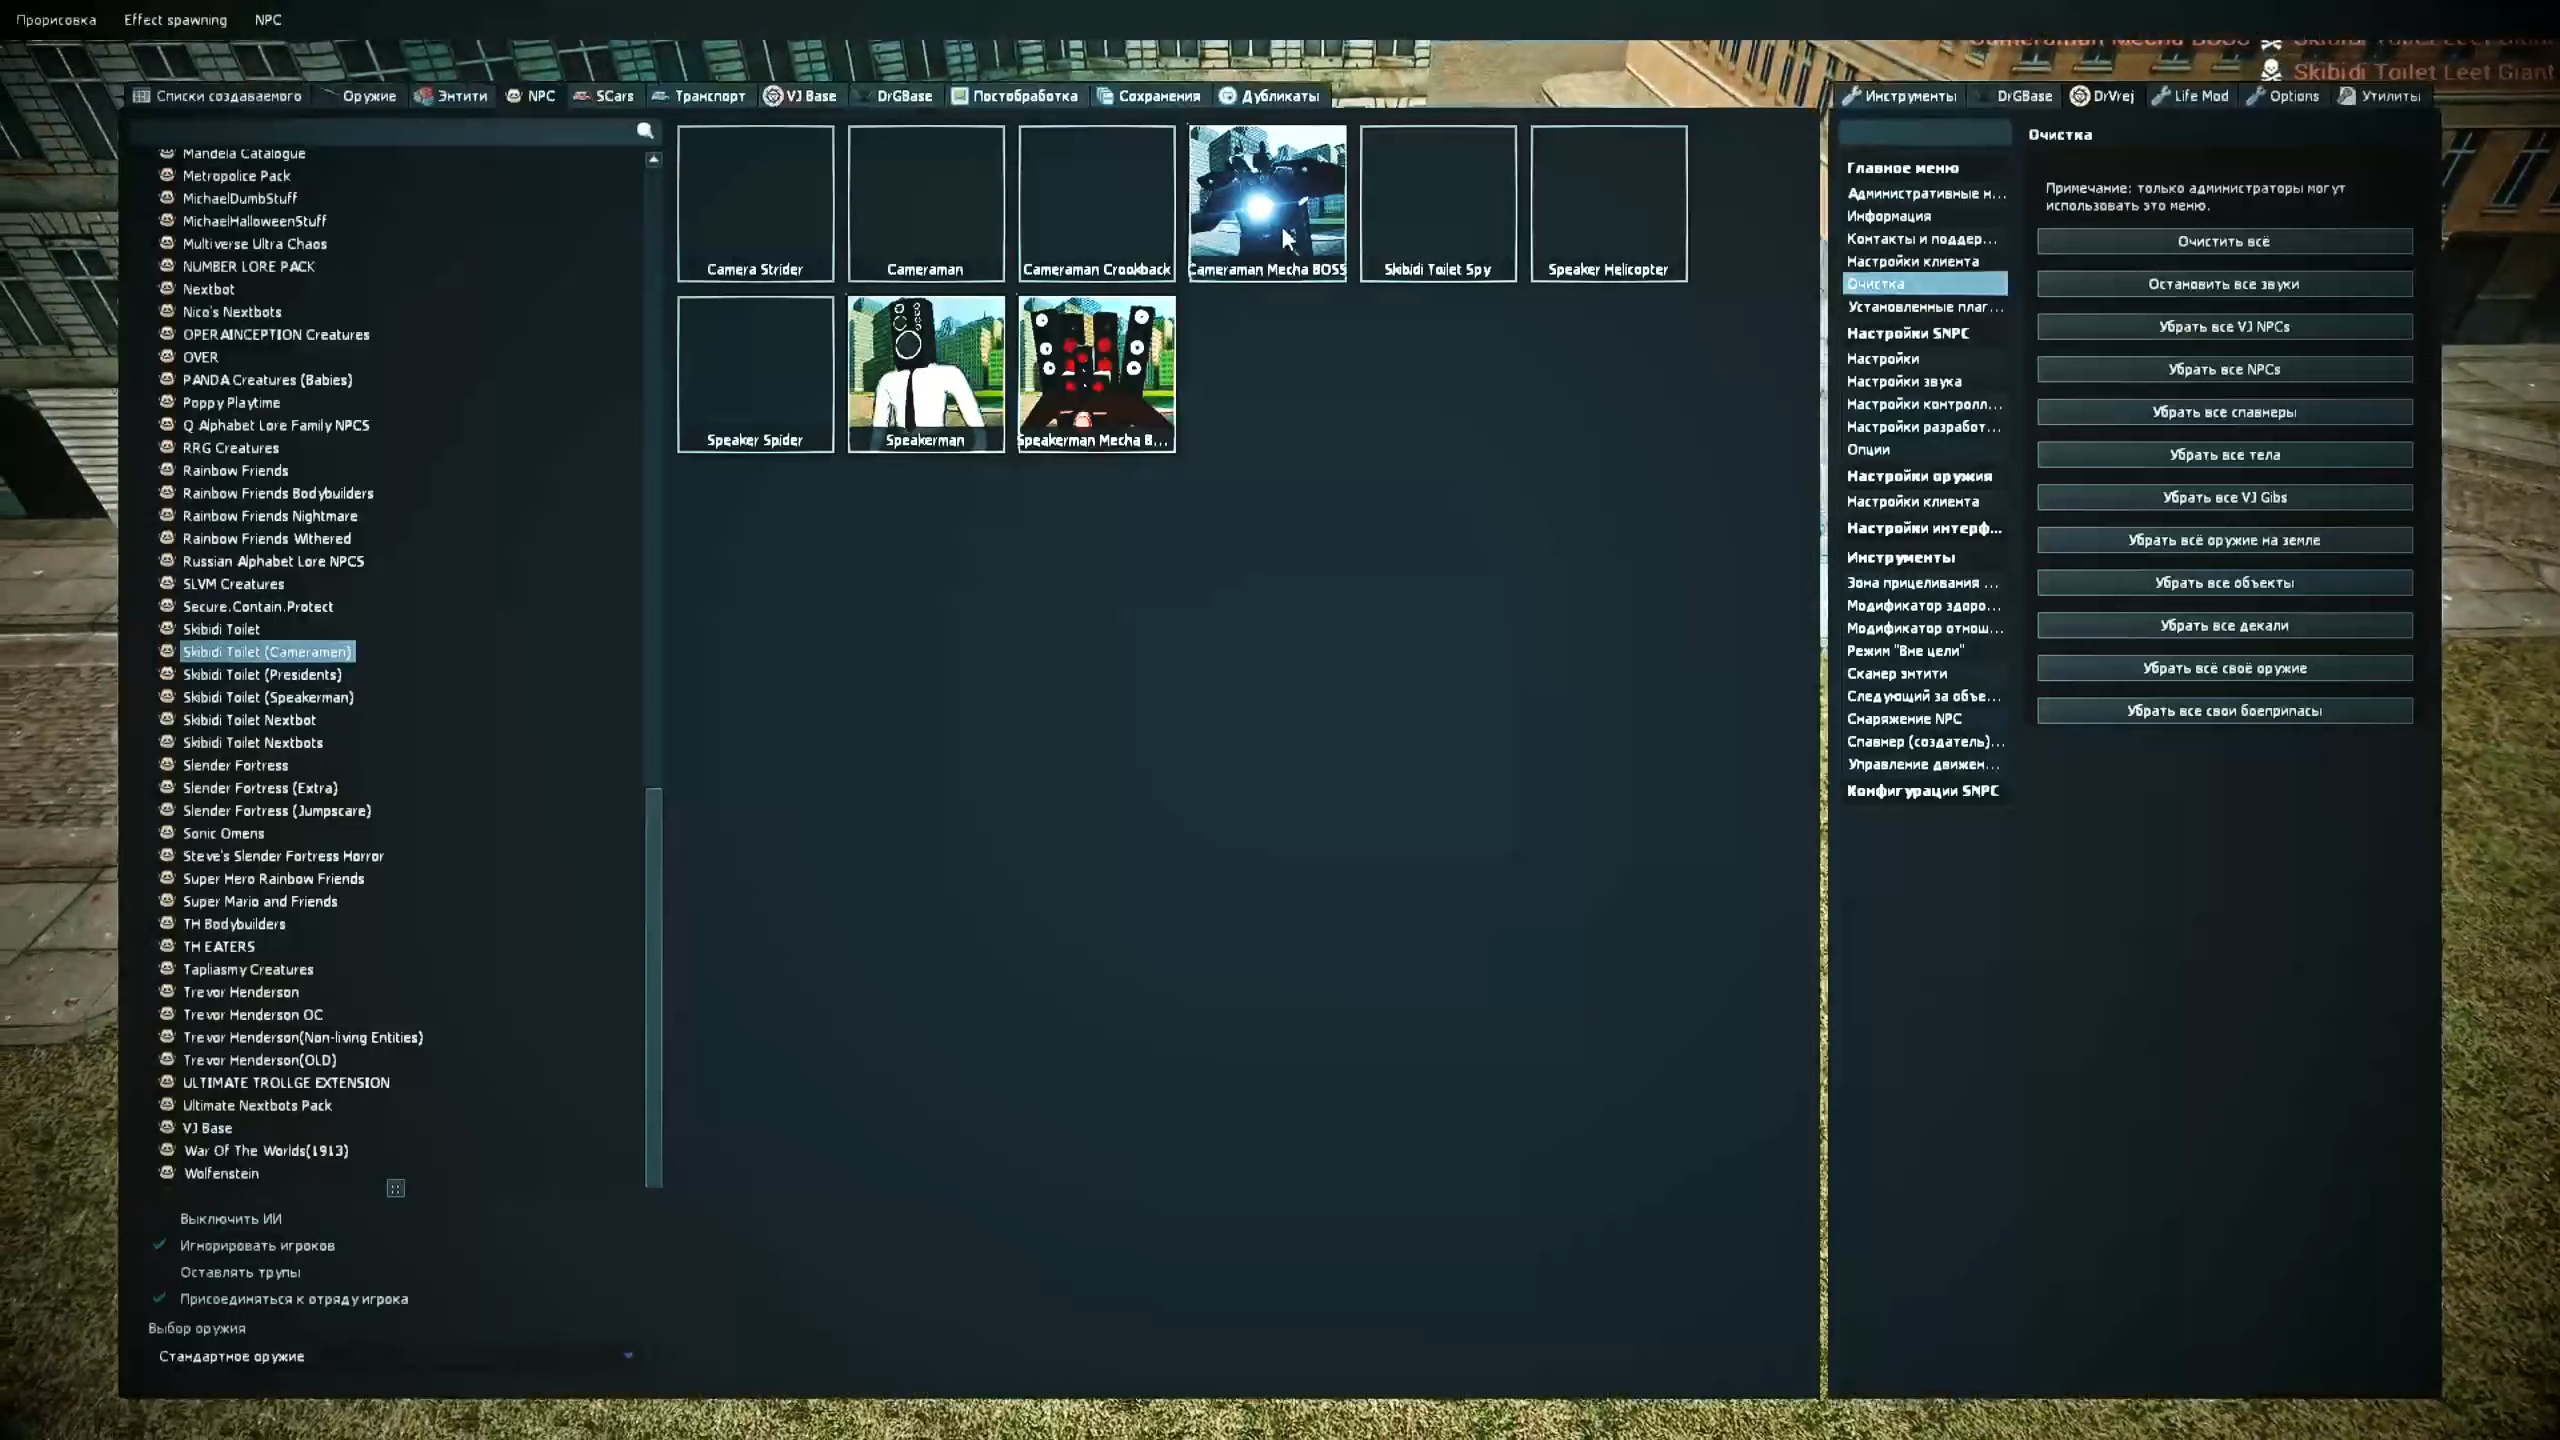 Прорисовка Effect spawning NPC
Skibidi Toilet Leet Giant
Списки создаваемого Оружие Энтити NPC SCars Транспорт VJ Base DrGBase Постобработка Сохранения Дубликаты
Инструменты DrGBase DrVrej Life Mod Options Утилиты
Mandela Catalogue
Metropolice Pack
MichaelDumbStuff
MichaelHalloweenStuff
Multiverse Ultra Chaos
NUMBER LORE PACK
Nextbot
Nico's Nextbots
OPERAINCEPTION Creatures
OVER
PANDA Creatures (Babies)
Poppy Playtime
Q Alphabet Lore Family NPCS
RRG Creatures
Rainbow Friends
Rainbow Friends Bodybuilders
Rainbow Friends Nightmare
Rainbow Friends WIthered
Russian Alphabet Lore NPCS
SLVM Creatures
Secure.Contain.Protect
Skibidi Toilet
Skibidi Toilet (Cameramen)
Skibidi Toilet (Presidents)
Skibidi Toilet (Speakerman)
Skibidi Toilet Nextbot
Skibidi Toilet Nextbots
Slender Fortress
Slender Fortress (Extra)
Slender Fortress (Jumpscare)
Sonic Omens
Steve's Slender Fortress Horror
Super Hero Rainbow Friends
Super Mario and Friends
TH Bodybuilders
TH EATERS
Tapliasmy Creatures
Trevor Henderson
Trevor Henderson OC
Trevor Henderson(Non-living Entities)
Trevor Henderson(OLD)
ULTIMATE TROLLGE EXTENSION
Ultimate Nextbots Pack
VJ Base
War Of The Worlds(1913)
Wolfenstein
Выключить ИИ
Игнорировать игроков
Оставлять трупы
Присоединяться к отряду игрока
Выбор оружия
Стандартное оружие
Camera Strider
Cameraman
Cameraman Crookback
Cameraman Mecha BOSS
Skibidi Toilet Spy
Speaker Helicopter
Speaker Spider
Speakerman
Speakerman Mecha B...
Главное меню
Административные н...
Информация
Контакты и поддер...
Настройки клиента
Очистка
Установленные плаг...
Настройки SNPC
Настройки
Настройки звука
Настройки контролл...
Настройки разработ...
Опции
Настройки оружия
Настройки клиента
Настройки интерф...
Инструменты
Зона прицеливания ...
Модификатор здоро...
Модификатор отнош...
Режим "Вне цели"
Сканер энтити
Следующий за объе...
Снаряжение NPC
Спавнер (создатель)...
Управление движен...
Конфигурации SNPC
Очистка
Примечание: только администраторы могут
использовать это меню.
Очистить всё
Остановить все звуки
Убрать все VJ NPCs
Убрать все NPCs
Убрать все спавнеры
Убрать все тела
Убрать все VJ Gibs
Убрать всё оружие на земле
Убрать все объекты
Убрать все декали
Убрать всё своё оружие
Убрать все свои боеприпасы